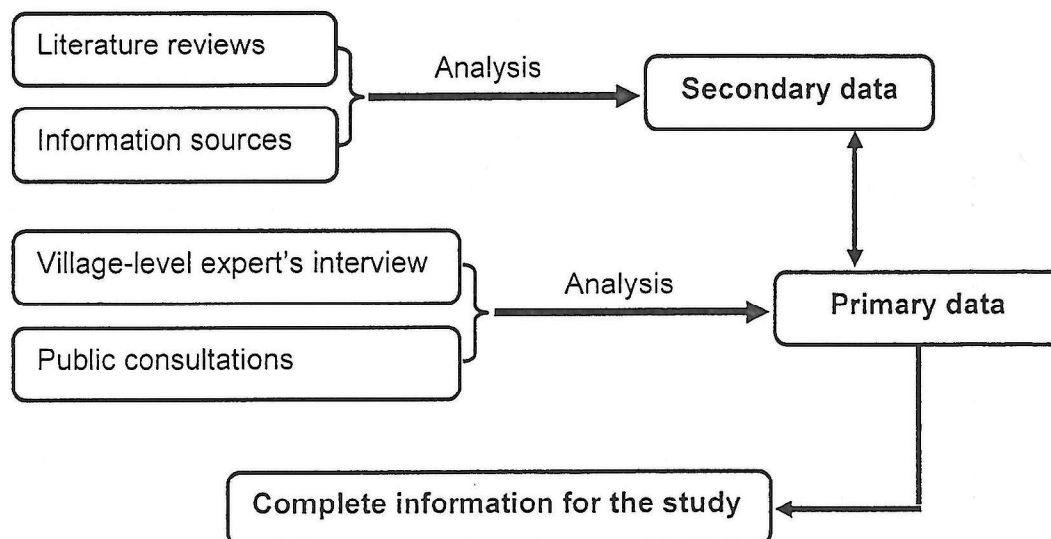 Literature reviews
Analysis
Secondary data
Information sources
Village-level expert's interview
Analysis
Primary data
Public consultations
Complete information for the study